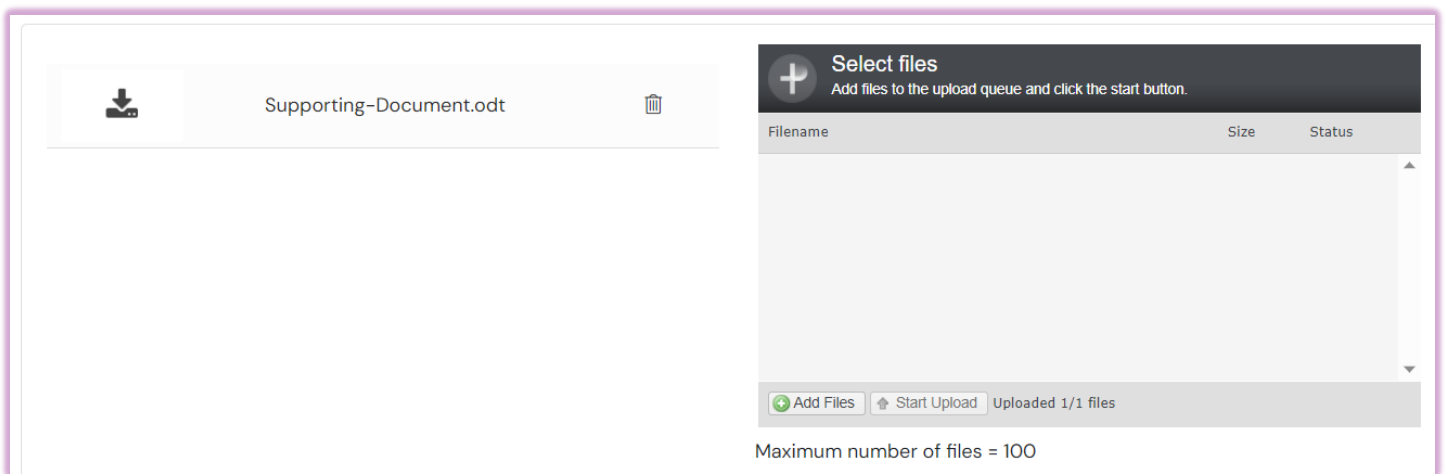 Supporting-Document.odt
Select files
Add files to the upload queue and click the start button.
Filename Size Status
Add Files Start Upload Uploaded 1/1 files
Maximum number of files = 100